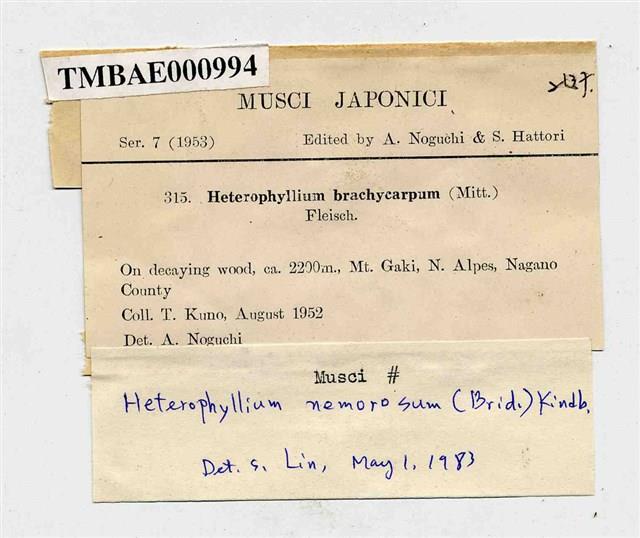 TMBAE000994
MUSCI JAPONICI
Ser. 7 (1953) Edited by A. Noguchi & S. Hattori
315. Heterophyllium brachycarpum (Mitt.)
Fleisch.
On decaying wood, ca. 2200m., Mt. Gaki, N. Alpes, Nagano
County
Coll. T. Kuno, August 1952
Det. A. Noguchi
Musci #
Heterophyllium nemorosum (Brid.) Kindb.
Det. S. Lin, May 1, 1983